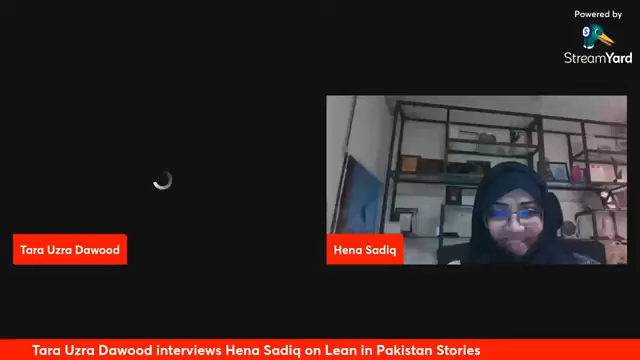 Powered by
StreamYard
Tara Uzra Dawood
Hena Sadiq
Tara Uzra Dawood interviews Hena Sadiq on Lean in Pakistan Stories